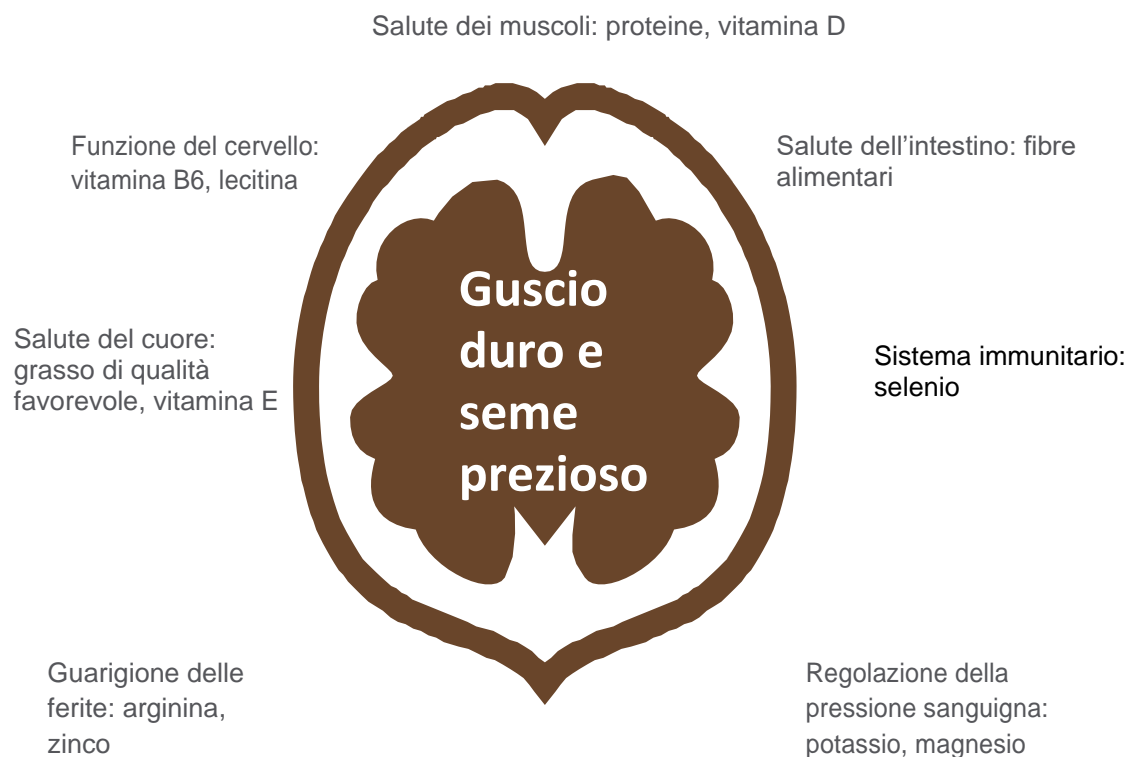 Salute dei muscoli: proteine, vitamina D
Funzione del cervello:
vitamina B6, lecitina
Salute dell’intestino: fibre
alimentari
Guscio
duro e
seme
prezioso
Salute del cuore:
grasso di qualità
favorevole, vitamina E
Sistema immunitario:
selenio
Guarigione delle
ferite: arginina,
zinco
Regolazione della
pressione sanguigna:
potassio, magnesio